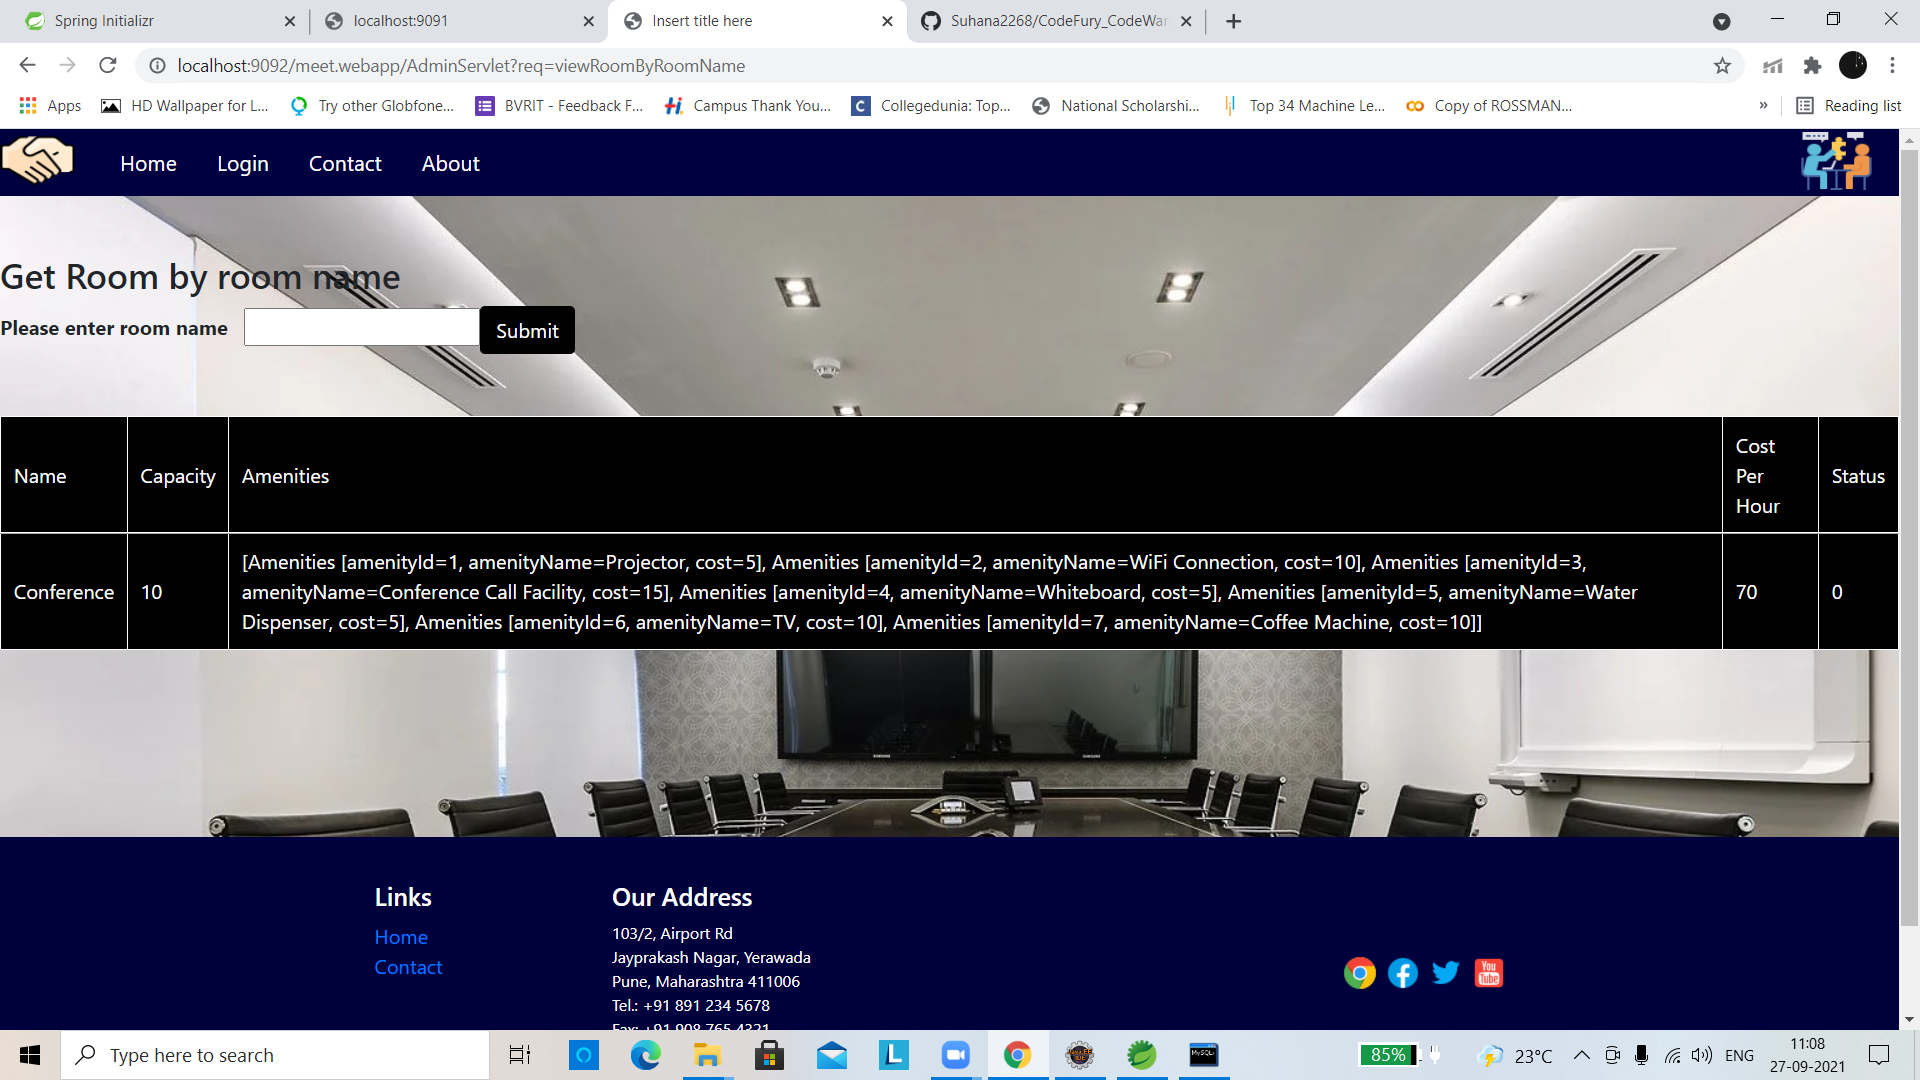 Spring Initializr
localhost:9091
Insert title here
Suhana2268/CodeFury_CodeWar
localhost:9092/meet.webapp/AdminServlet?req=viewRoomByRoomName
Apps
HD Wallpaper for L...
Try other Globfone...
BVRIT - Feedback F...
Campus Thank You...
Collegedunia: Top...
National Scholarshi...
Top 34 Machine Le...
Copy of ROSSMAN...
»
Reading list
Home
Login
Contact
About
Get Room by room name
Please enter room name
Submit
Name
Capacity
Amenities
Cost
Per
Hour
Status
Conference
10
[Amenities [amenityId=1, amenityName=Projector, cost=5], Amenities [amenityId=2, amenityName=WiFi Connection, cost=10], Amenities [amenityId=3,
amenityName=Conference Call Facility, cost=15], Amenities [amenityId=4, amenityName=Whiteboard, cost=5], Amenities [amenityId=5, amenityName=Water
Dispenser, cost=5], Amenities [amenityId=6, amenityName=TV, cost=10], Amenities [amenityId=7, amenityName=Coffee Machine, cost=10]]
70
0
Links
Home
Contact
Our Address
103/2, Airport Rd
Jayprakash Nagar, Yerawada
Pune, Maharashtra 411006
Tel.: +91 891 234 5678
Fax: +91 908 765 4321
You
Tube
Type here to search
85%
23°C
ENG
11:08
27-09-2021